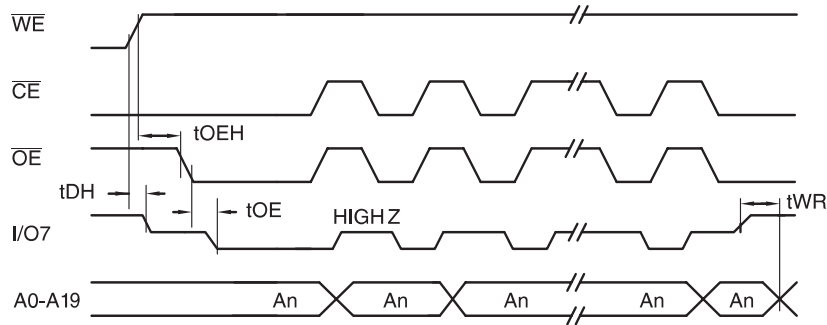 WE
CE
tOEH
OE
tDH
tOE
HIGH Z
tWR
I/O7
A0-A19
An An An An An